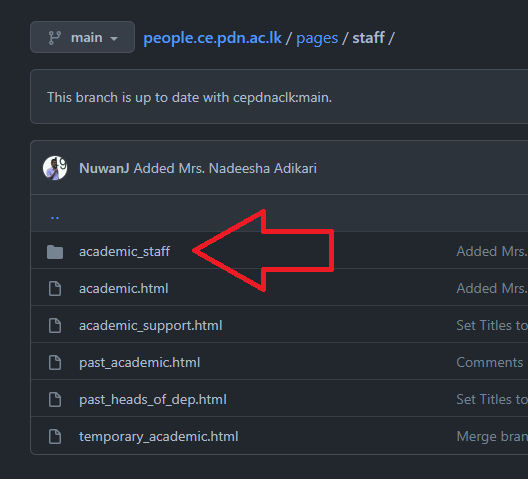 main people.ce.pdn.ac.lk / pages / staff /
This branch is up to date with cepdnaclk:main.
NuwanJ Added Mrs. Nadeesha Adikari
..
academic_staff Added Mrs.
academic.html Added Mrs.
academic_support.html Set Titles to
past_academic.html Comments
past_heads_of_dep.html Set Titles to
temporary_academic.html Merge bran